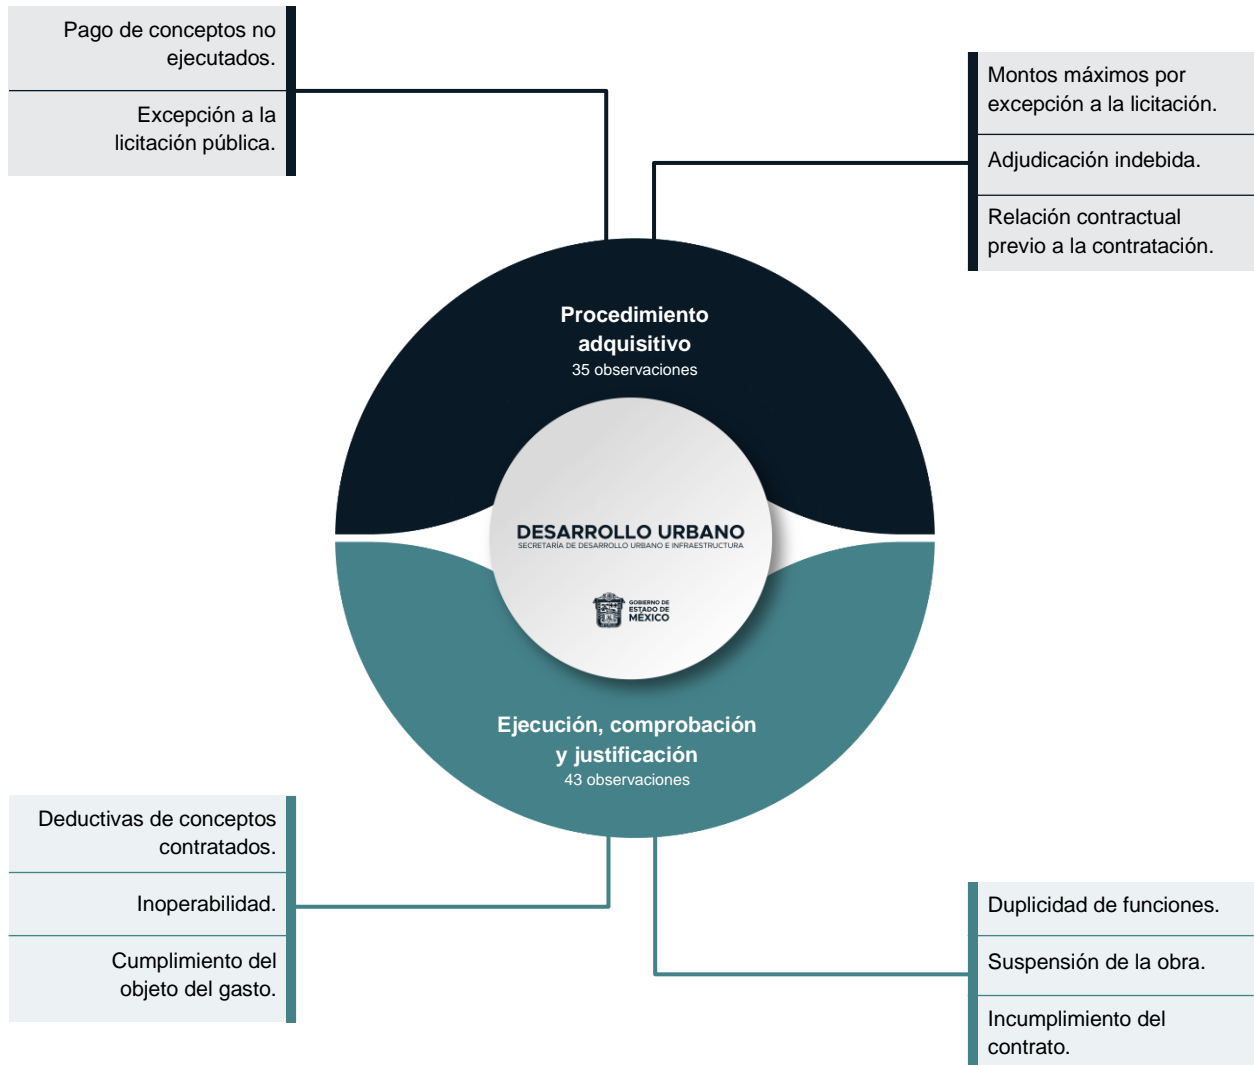 Pago de conceptos no
ejecutados.
Excepción a la
licitación pública.
Montos máximos por
excepción a la licitación.
Adjudicación indebida.
Relación contractual
previo a la contratación.
Procedimiento
adquisitivo
35 observaciones
DESARROLLO URBANO
SECRETARÍA DE DESARROLLO URBANO E INFRAESTRUCTURA
GOBIERNO DE
ESTADO DE
MÉXICO
Ejecución, comprobación
y justificación
43 observaciones
Deductivas de conceptos
contratados.
Inoperabilidad.
Cumplimiento del
objeto del gasto.
Duplicidad de funciones.
Suspensión de la obra.
Incumplimiento del
contrato.